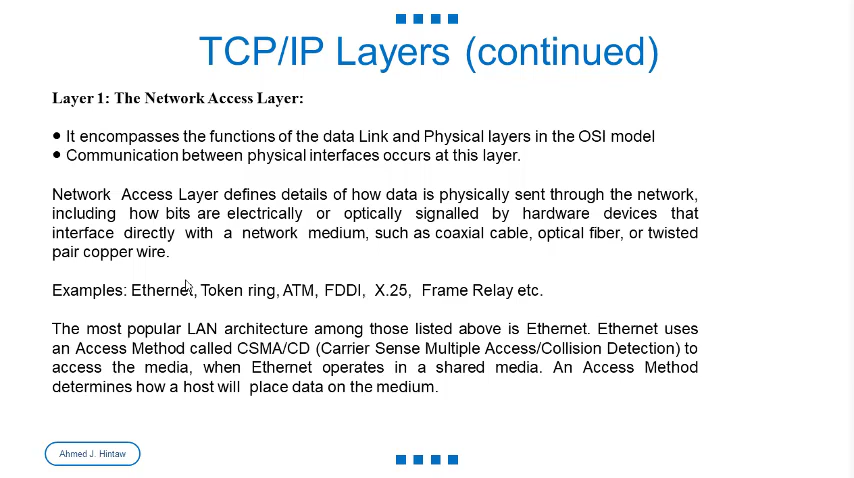 TCP/IP Layers (continued)
Layer 1: The Network Access Layer:
● It encompasses the functions of the data Link and Physical layers in the OSI model
● Communication between physical interfaces occurs at this layer.
Network Access Layer defines details of how data is physically sent through the network,
including how bits are electrically or optically signalled by hardware devices that
interface directly with a network medium, such as coaxial cable, optical fiber, or twisted
pair copper wire.
Examples: Ethernet, Token ring, ATM, FDDI, X.25, Frame Relay etc.
The most popular LAN architecture among those listed above is Ethernet. Ethernet uses
an Access Method called CSMA/CD (Carrier Sense Multiple Access/Collision Detection) to
access the media, when Ethernet operates in a shared media. An Access Method
determines how a host will place data on the medium.
Ahmed J. Hintaw